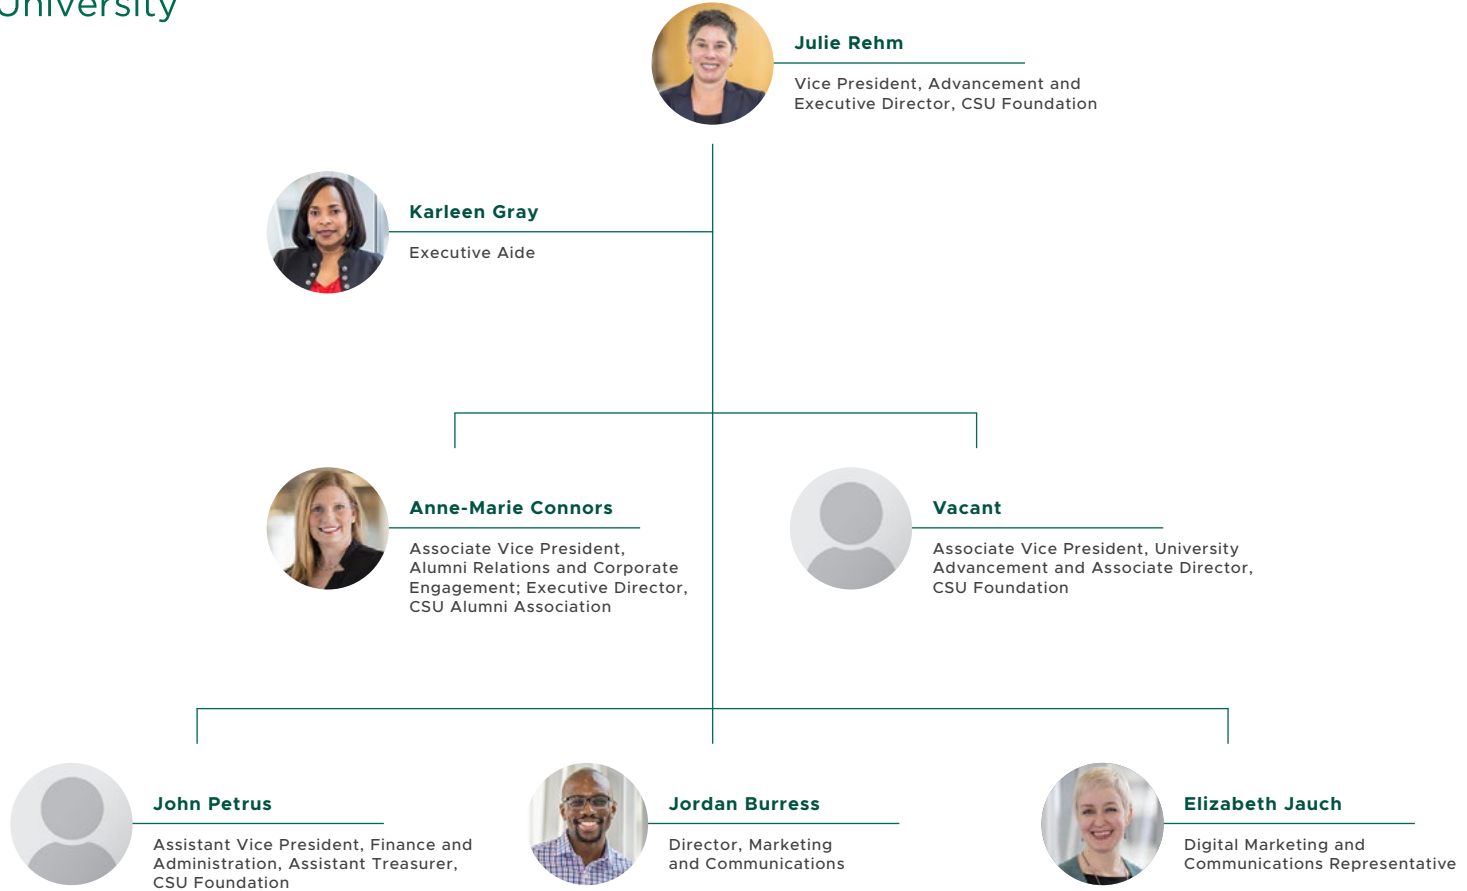 University
Julie Rehm
Vice President, Advancement and
Executive Director, CSU Foundation
Karleen Gray
Executive Aide
Anne-Marie Connors
Associate Vice President,
Alumni Relations and Corporate
Engagement; Executive Director,
CSU Alumni Association
Vacant
Associate Vice President, University
Advancement and Associate Director,
CSU Foundation
John Petrus
Assistant Vice President, Finance and
Administration, Assistant Treasurer,
CSU Foundation
Jordan Burress
Director, Marketing
and Communications
Elizabeth Jauch
Digital Marketing and
Communications Representative